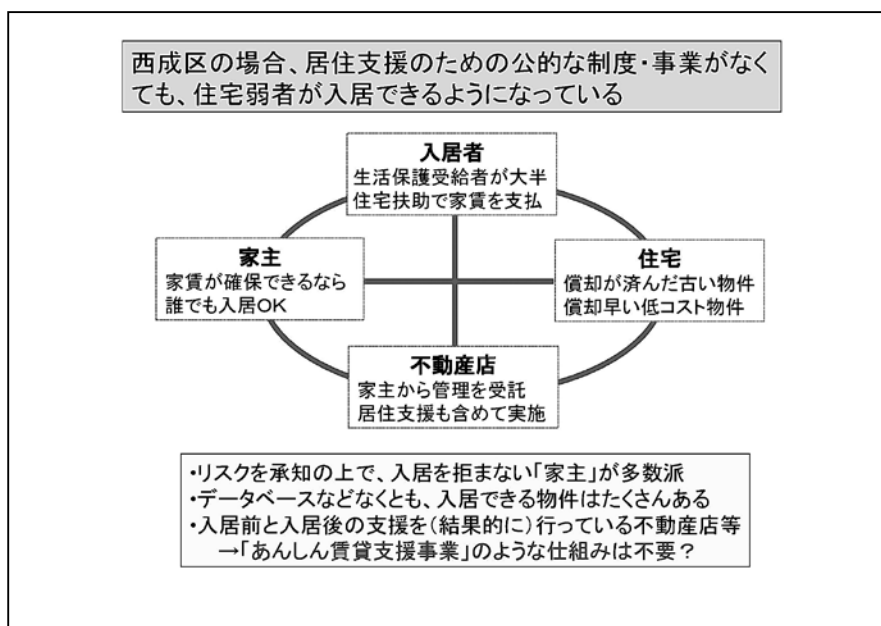 西成区の場合、居住支援のための公的な制度・事業がなく
ても、住宅弱者が入居できるようになっている
入居者
生活保護受給者が大半
住宅扶助で家賃を支払
家主
家賃が確保できるなら
誰でも入居OK
住宅
償却が済んだ古い物件
償却早い低コスト物件
不動産店
家主から管理を受託
居住支援も含めて実施
・リスクを承知の上で、入居を拒まない「家主」が多数派
・データベースなどなくとも、入居できる物件はたくさんある
・入居前と入居後の支援を(結果的に)行っている不動産店等
→「あんしん賃貸支援事業」のような仕組みは不要？